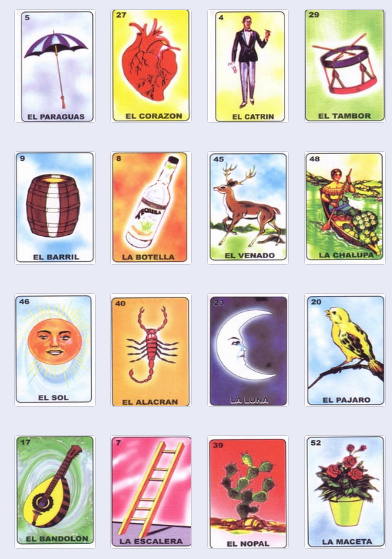 5
EL PARAGUAS
27
EL CORAZON
4
EL CATRIN
29
EL TAMBOR
9
EL BARRIL
8
LA BOTELLA
45
EL VENADO
48
LA CHALUPA
46
EL SOL
40
EL ALACRAN
LA LUNA
20
EL PAJARO
17
EL BANDOLON
7
LA ESCALERA
39
EL NOPAL
52
LA MACETA